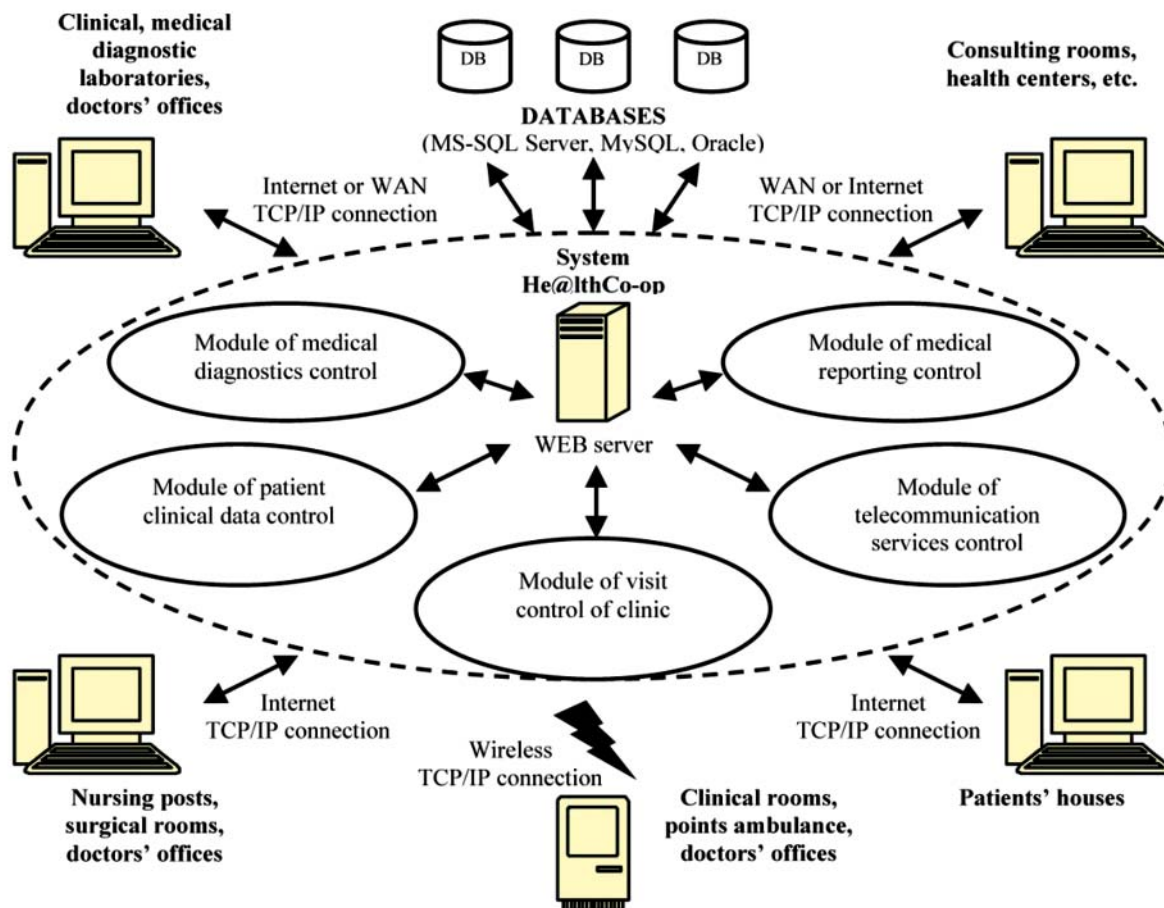 Clinical, medical
diagnostic
laboratories,
doctors' offices
DB
DB
DB
DATABASES
(MS-SQL Server, MySQL, Oracle)
Consulting rooms,
health centers, etc.
Internet or WAN
TCP/IP connection
WAN or Internet
TCP/IP connection
System
He@lthCo-op
Module of medical
diagnostics control
Module of medical
reporting control
WEB server
Module of patient
clinical data control
Module of
telecommunication
services control
Module of visit
control of clinic
Internet
TCP/IP connection
Internet
TCP/IP connection
Wireless
TCP/IP connection
Nursing posts,
surgical rooms,
doctors' offices
Clinical rooms,
points ambulance,
doctors' offices
Patients' houses